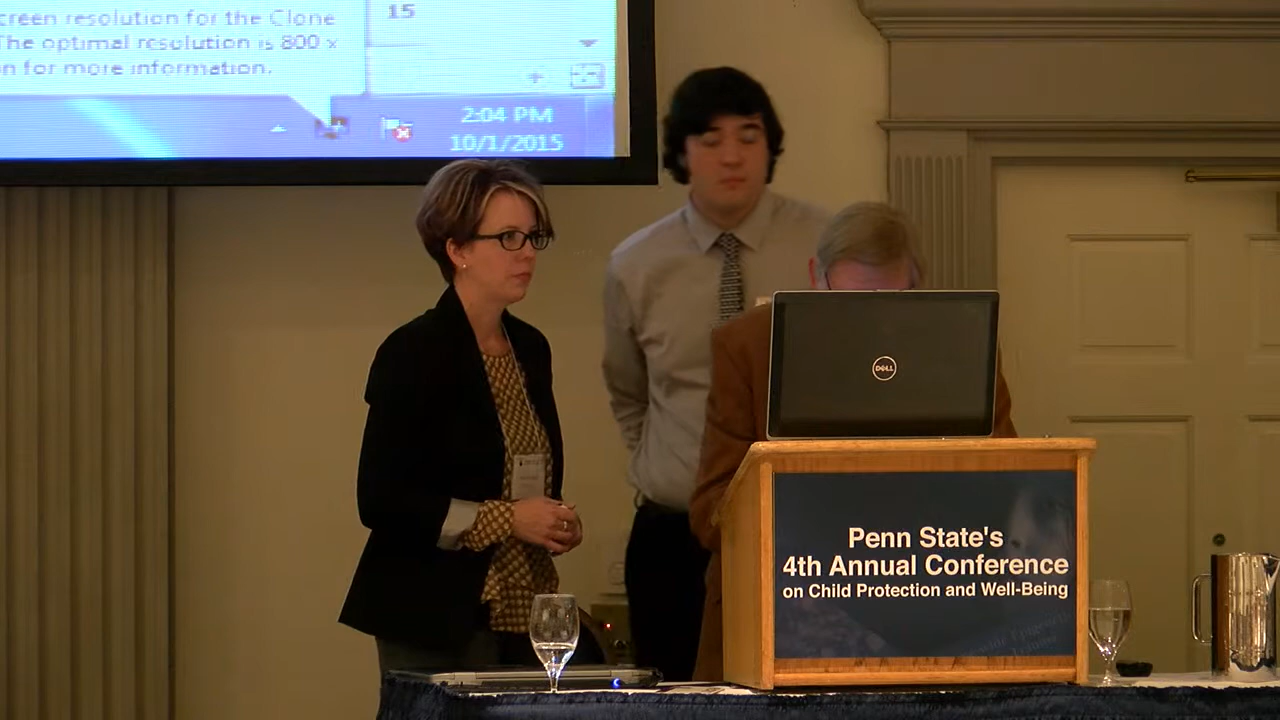 creen resolution for the Clone
The optimal resolution is 800 x
n for more information.
15
2:04 PM
10/1/2015
DELL
Penn State's
4th Annual Conference
on Child Protection and Well-Being